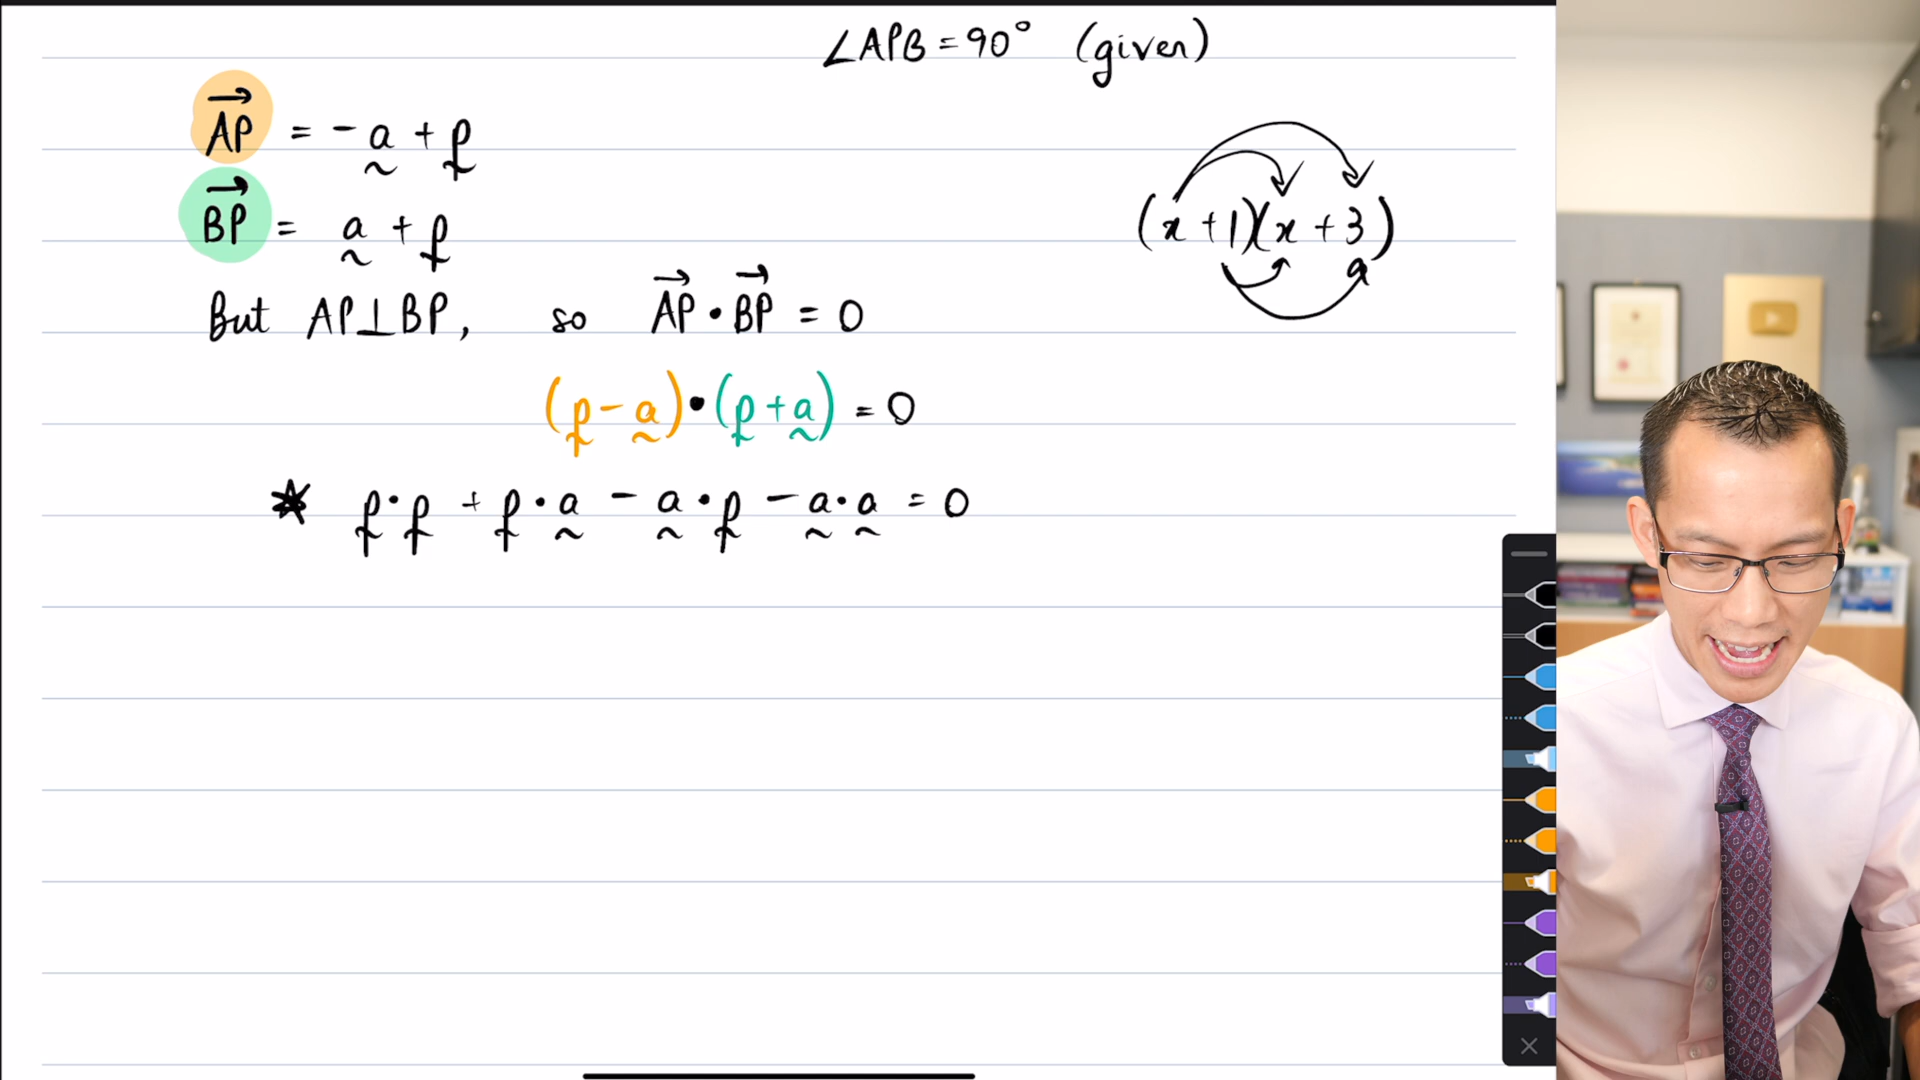 ∠APB = 90° (given)
AP→ = -a̰ + p̰
BP→ = a̰ + p̰
(x + 1)(x + 3)
But AP⊥BP, so AP→ • BP→ = 0
(p̰ - a̰) • (p̰ + a̰) = 0
* p̰ · p̰ + p̰ · a̰ - a̰ · p̰ - a̰ · a̰ = 0